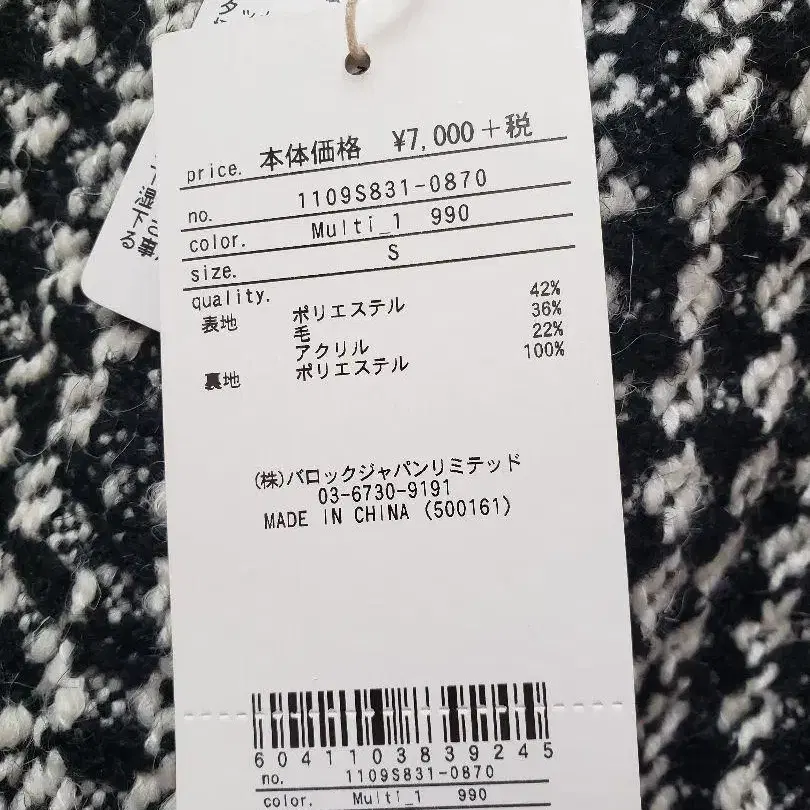 price. 本体価格 ¥7,000+税
no. 1109S831-0870
color. Multi_1 990
size. S
quality.
表地 ポリエステル 42%
毛 36%
アクリル 22%
裏地 ポリエステル 100%
(株)バロックジャパンリミテッド
03-6730-9191
MADE IN CHINA (500161)
6041103839245
no. 1109S831-0870
color. Multi_1 990